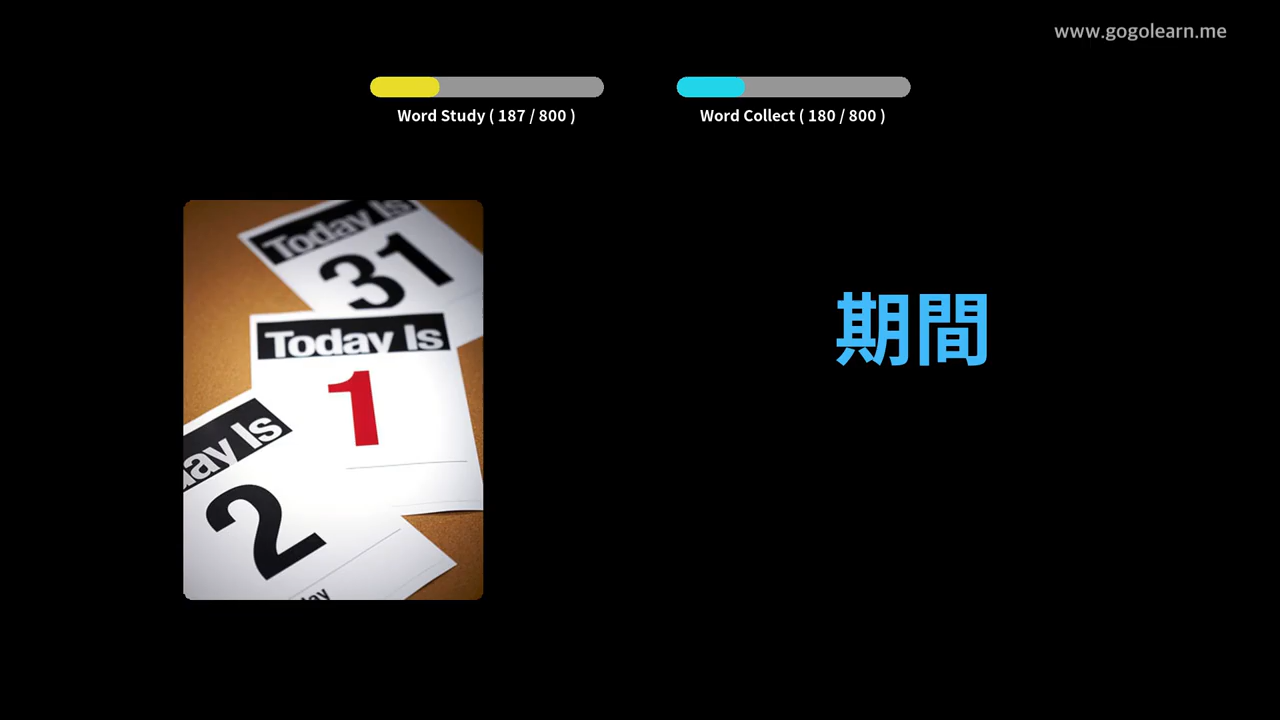 www.gogolearn.me
Word Study ( 187 / 800 )
Word Collect ( 180 / 800 )
Today Is
31
Today Is
1
ay Is
2
期間